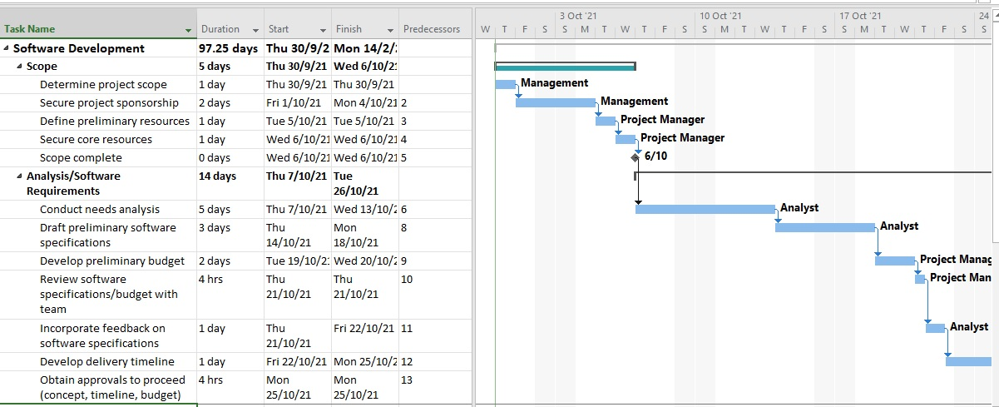 3 Oct '21 10 Oct '21 17 Oct '21 24
Task Name Duration Start Finish Predecessors W T F S S M T W T F S S M T W T F S S M T W T F S S
Software Development 97.25 days Thu 30/9/2 Mon 14/2/
Scope 5 days Thu 30/9/21 Wed 6/10/21
Determine project scope 1 day Thu 30/9/21 Thu 30/9/21 Management
Secure project sponsorship 2 days Fri 1/10/21 Mon 4/10/21 2 Management
Define preliminary resources 1 day Tue 5/10/21 Tue 5/10/21 3 Project Manager
Secure core resources 1 day Wed 6/10/21 Wed 6/10/21 4 Project Manager
Scope complete 0 days Wed 6/10/21 Wed 6/10/21 5 6/10
Analysis/Software 14 days Thu 7/10/21 Tue
Requirements 26/10/21
Conduct needs analysis 5 days Thu 7/10/21 Wed 13/10/2 6 Analyst
Draft preliminary software 3 days Thu Mon 8 Analyst
specifications 14/10/21 18/10/21
Develop preliminary budget 2 days Tue 19/10/21 Wed 20/10/2 9 Project Manag
Review software 4 hrs Thu Thu 10 Project Man
specifications/budget with 21/10/21 21/10/21
team
Incorporate feedback on 1 day Thu Fri 22/10/21 11 Analyst
software specifications 21/10/21
Develop delivery timeline 1 day Fri 22/10/21 Mon 25/10/2 12
Obtain approvals to proceed 4 hrs Mon Mon 13
(concept, timeline, budget) 25/10/21 25/10/21